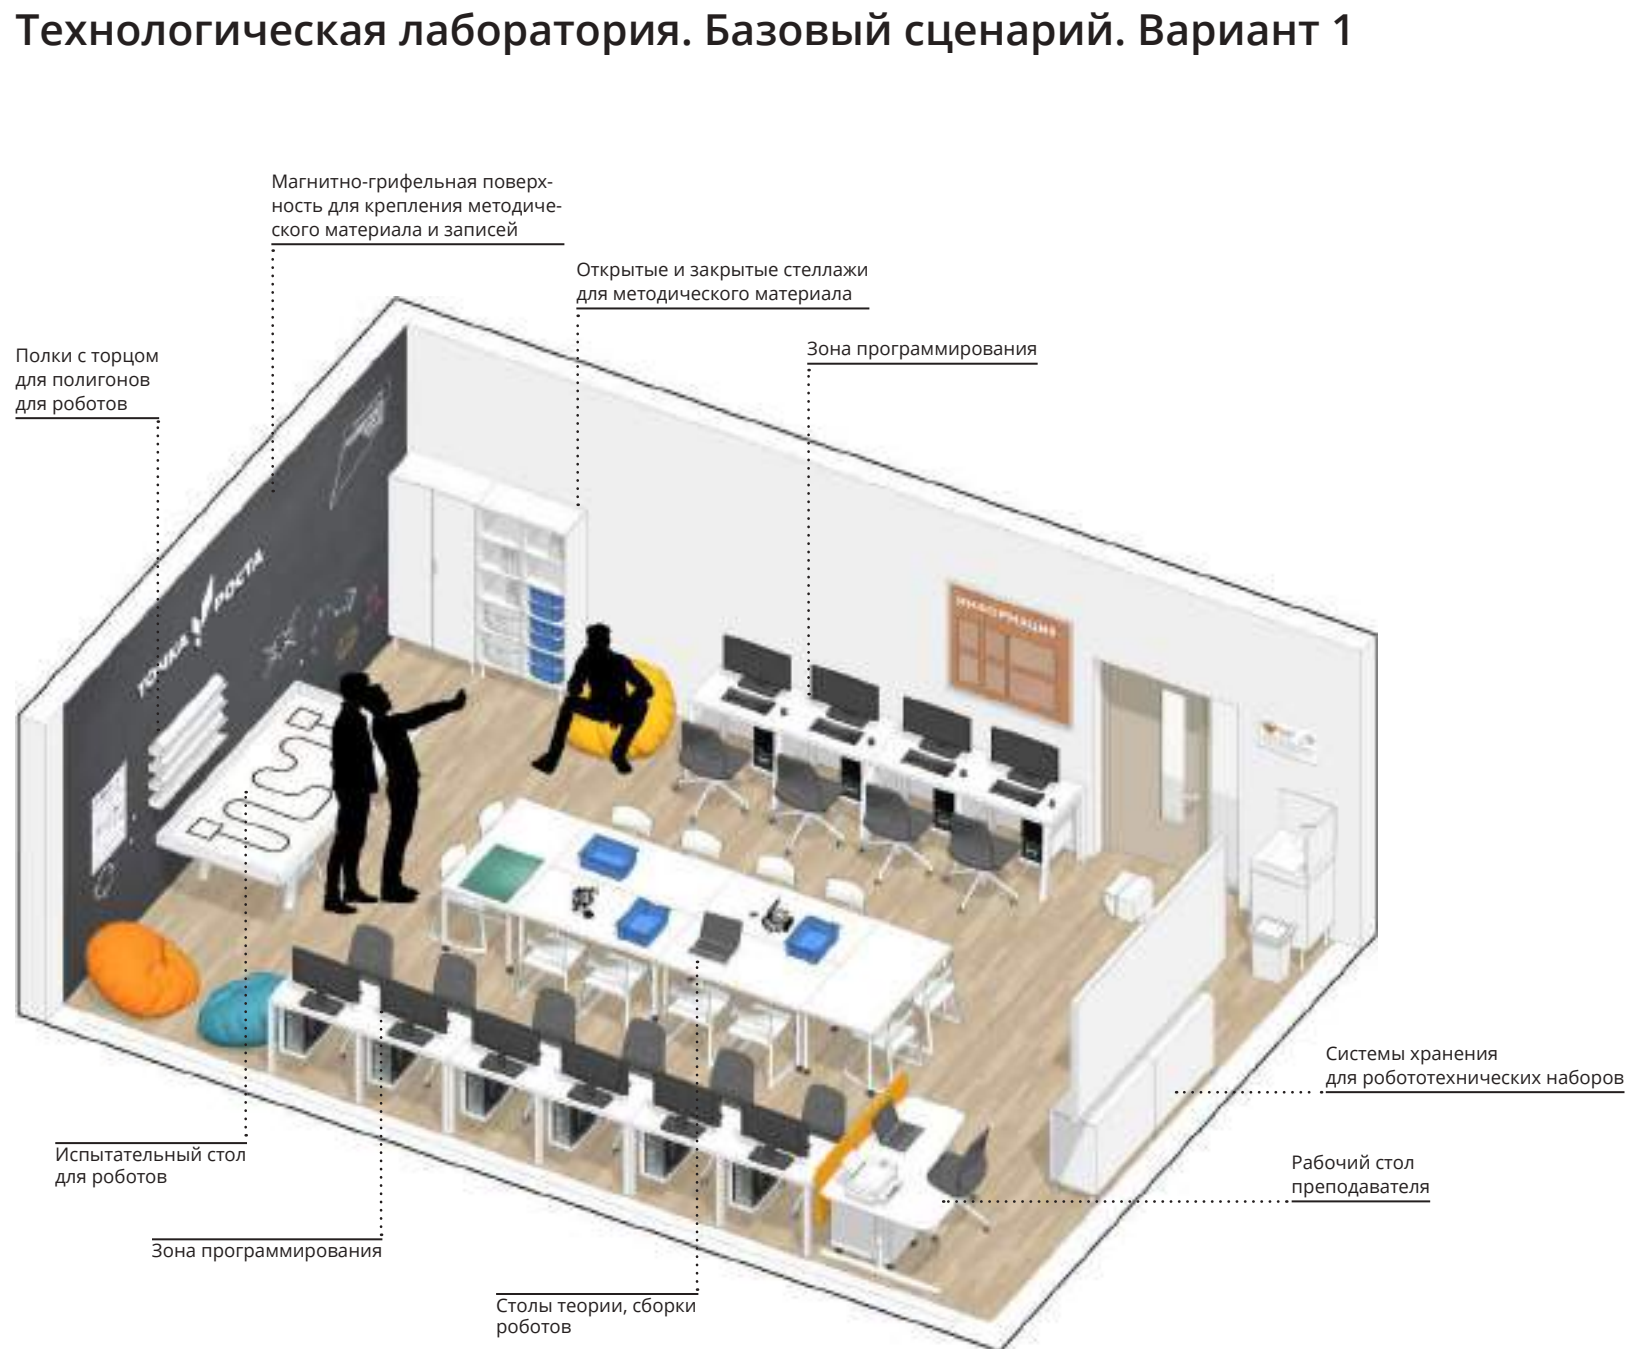 Технологическая лаборатория. Базовый сценарий. Вариант 1
Магнитно-грифельная поверх-
ность для крепления методиче-
ского материала и записей
Открытые и закрытые стеллажи
для методического материала
Зона программирования
Полки с торцом
для полигонов
для роботов
ТОЧКА РОСТА
ИНФОРМАЦИЯ
Системы хранения
для робототехнических наборов
Испытательный стол
для роботов
Рабочий стол
преподавателя
Зона программирования
Столы теории, сборки
роботов